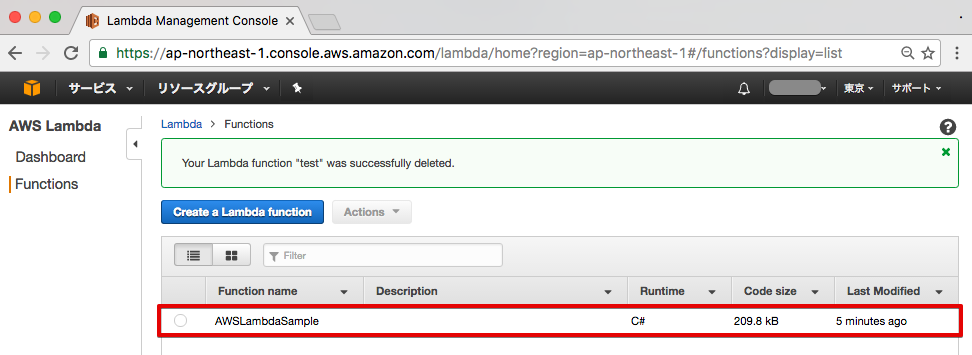 Lambda Management Console
https://ap-northeast-1.console.aws.amazon.com/lambda/home?region=ap-northeast-1#/functions?display=list
サービス リソースグループ 東京 サポート
AWS Lambda
Dashboard
Functions
Lambda > Functions
Your Lambda function "test" was successfully deleted.
Create a Lambda function Actions
Filter
Function name Description Runtime Code size Last Modified
AWSLambdaSample C# 209.8 kB 5 minutes ago